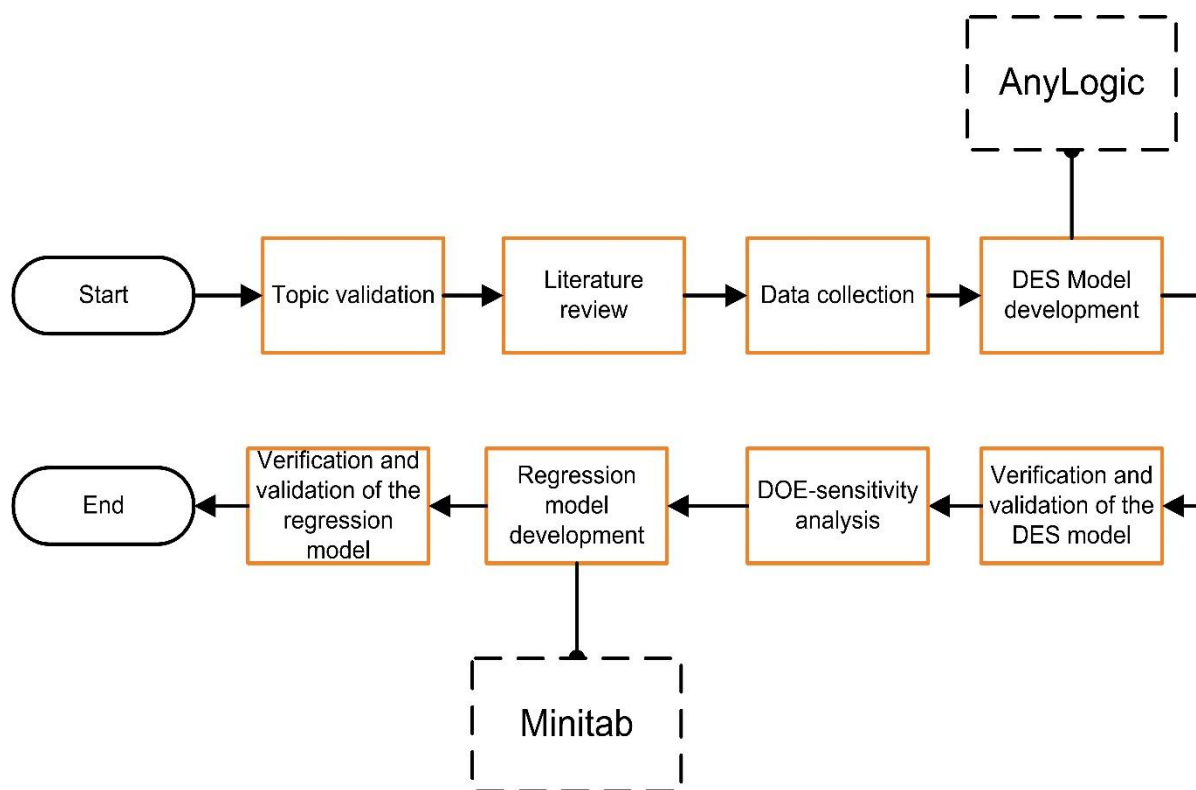 AnyLogic
Start
Topic validation
Literature
review
Data collection
DES Model
development
End
Verification and
validation of the
regression
model
Regression
model
development
DOE-sensitivity
analysis
Verification and
validation of the
DES model
Minitab